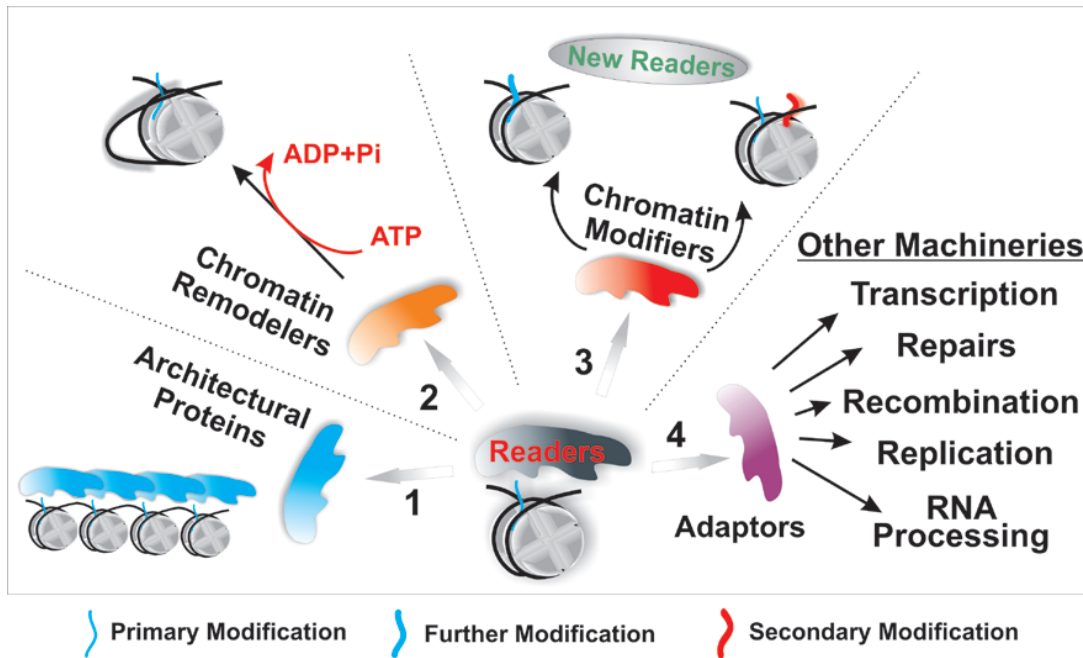 New Readers
ADP+Pi
ATP
Chromatin
Remodelers
Chromatin
Modifiers
Architectural
Proteins
Other Machineries
Transcription
Repairs
Recombination
Replication
RNA
Processing
1
2
3
4
Readers
Adaptors
Primary Modification
Further Modification
Secondary Modification